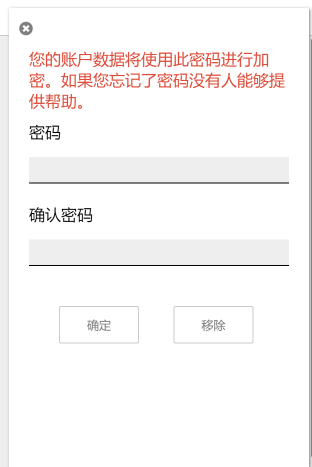 您的账户数据将使用此密码进行加
密。如果您忘记了密码没有人能够提
供帮助。
密码
确认密码
确定
移除